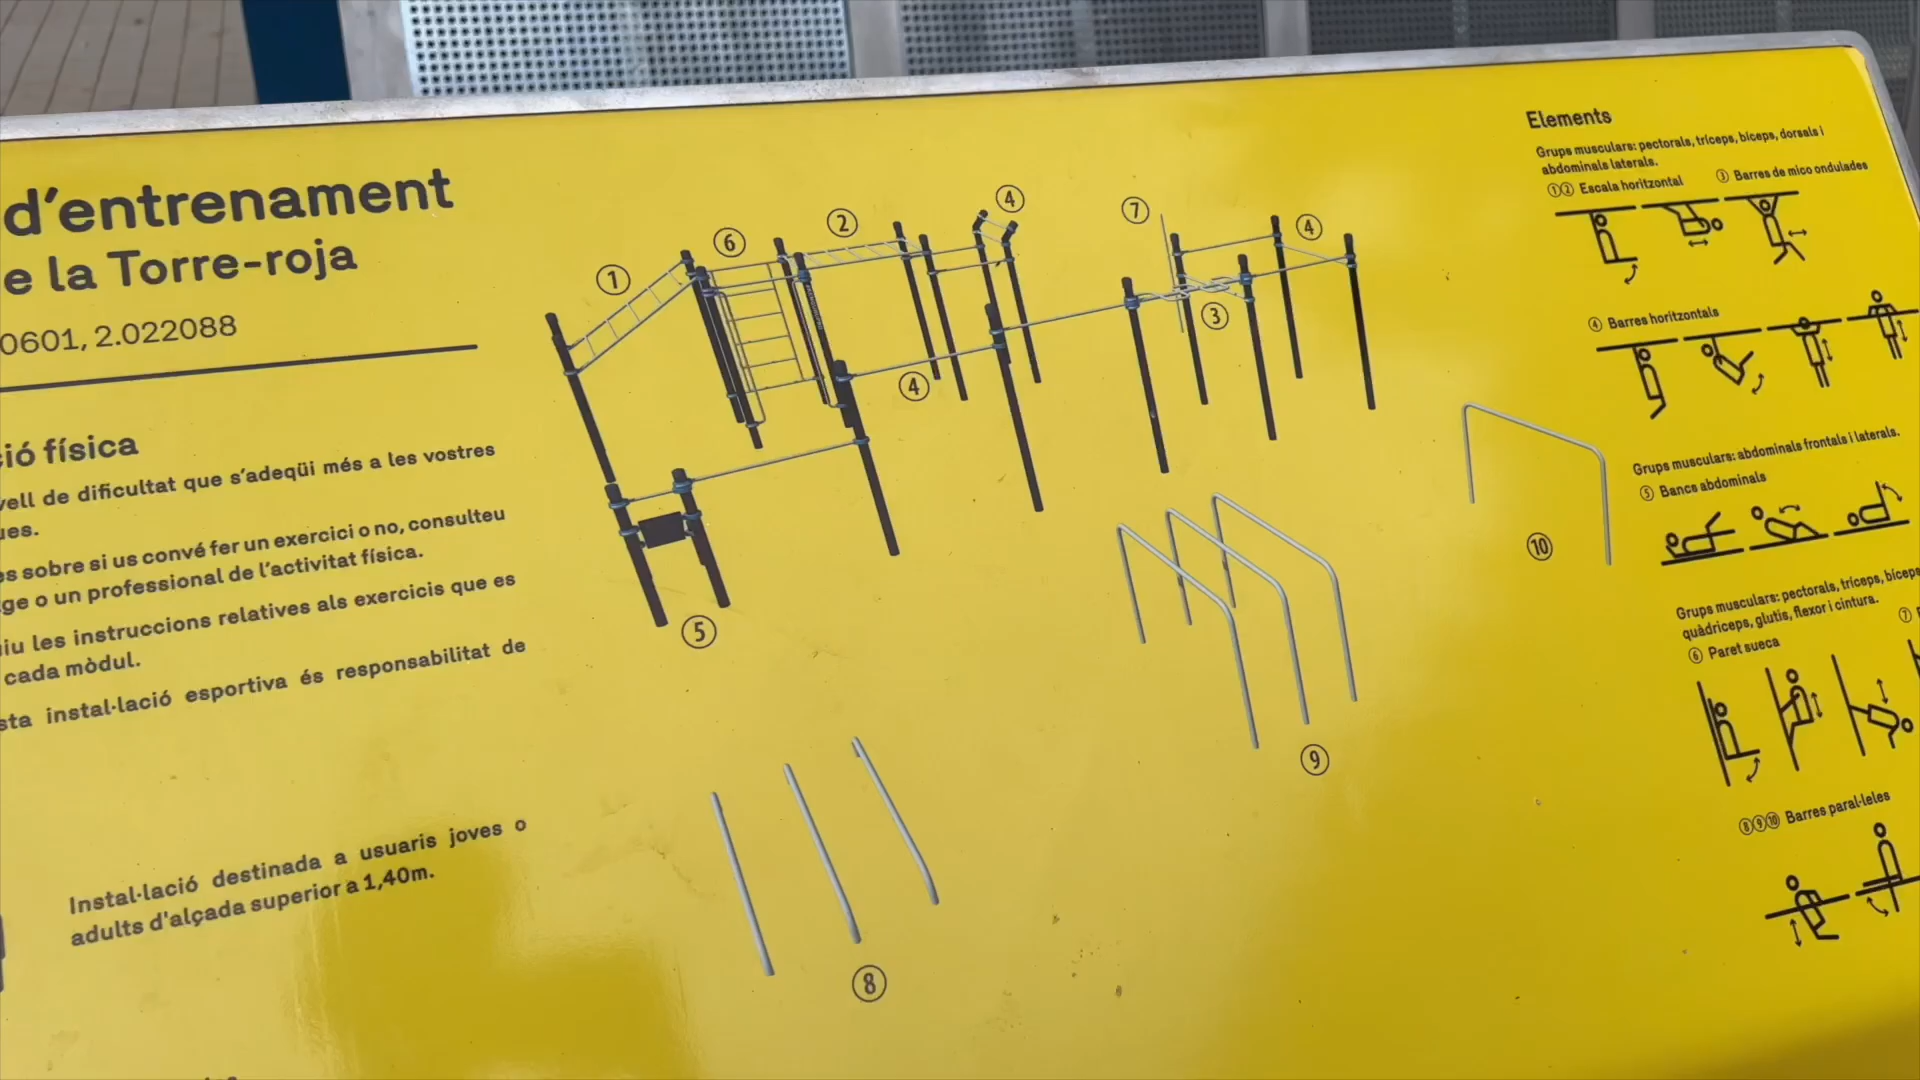 d'entrenament
e la Torre-roja
0601, 2.022088
ció física
vell de dificultat que s'adeqüi més a les vostres
ues.
es sobre si us convé fer un exercici o no, consulteu
ge o un professional de l'activitat física.
iu les instruccions relatives als exercicis que es
cada mòdul.
sta instal·lació esportiva és responsabilitat de
Instal·lació destinada a usuaris joves o
adults d'alçada superior a 1,40m.
1
6
2
4
7
4
3
4
5
8
9
10
Elements
Grups musculars: pectorals, tríceps, bíceps, dorsals i
abdominals laterals.
①② Escala horitzontal ③ Barres de mico ondulades
④ Barres horitzontals
Grups musculars: abdominals frontals i laterals.
⑤ Bancs abdominals
Grups musculars: pectorals, tríceps, bíceps
quàdriceps, glutis, flexor i cintura.
⑥ Paret sueca ⑦
⑧⑨⑩ Barres paral·leles